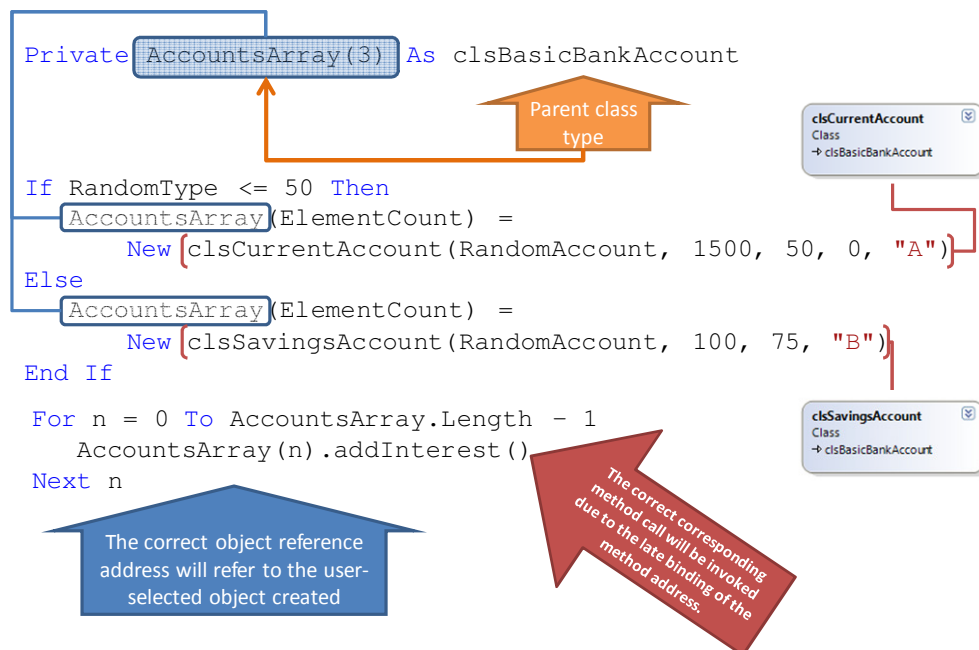 Private AccountsArray(3) As clsBasicBankAccount
Parent class
type
clsCurrentAccount
Class
→ clsBasicBankAccount
If RandomType <= 50 Then
AccountsArray(ElementCount) =
New clsCurrentAccount(RandomAccount, 1500, 50, 0, "A")
Else
AccountsArray(ElementCount) =
New clsSavingsAccount(RandomAccount, 100, 75, "B")
End If
clsSavingsAccount
Class
→ clsBasicBankAccount
For n = 0 To AccountsArray.Length – 1
AccountsArray(n).addInterest()
Next n
The correct object reference
address will refer to the user-
selected object created
The correct corresponding
method call will be invoked
due to the late binding of the
method address.